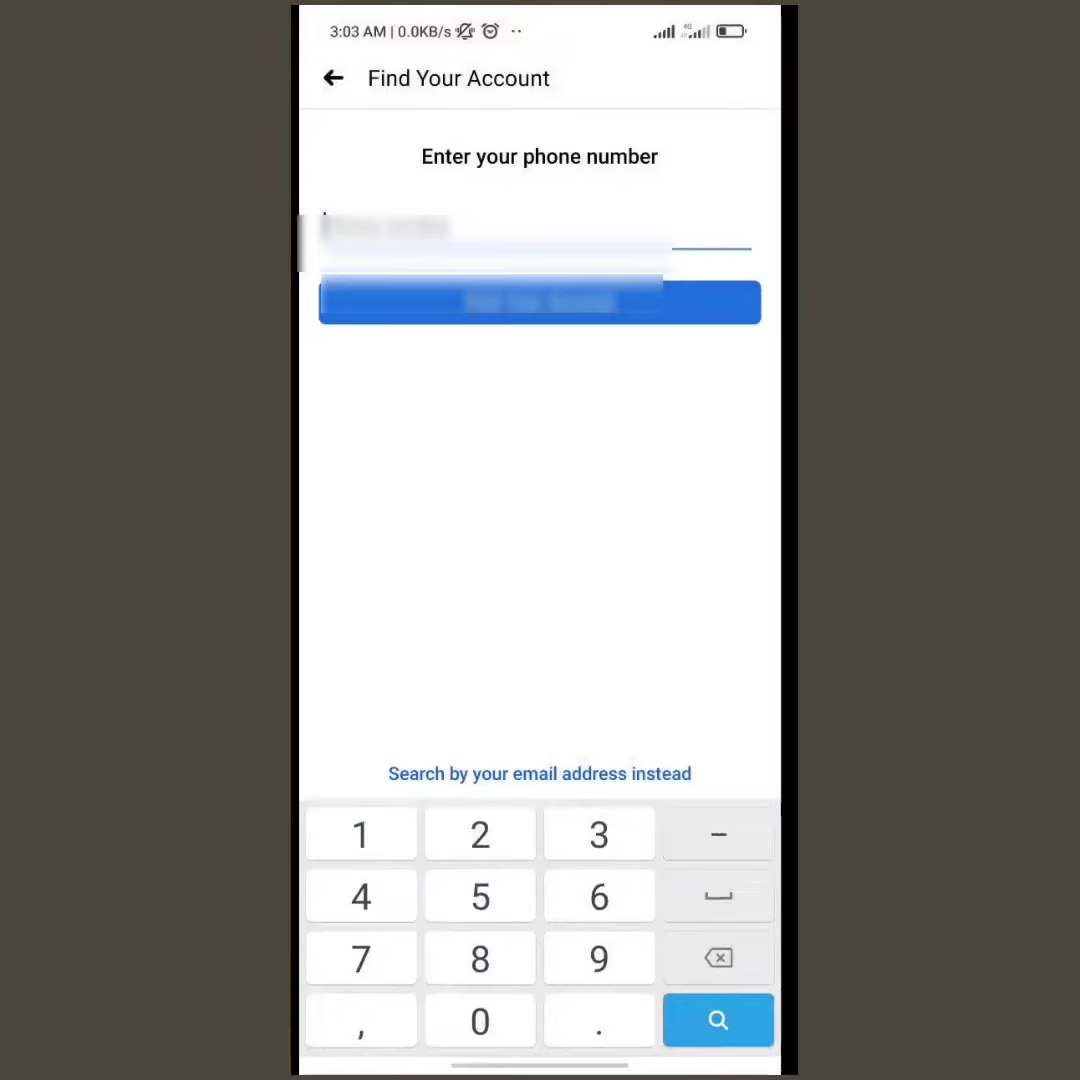 3:03 AM | 0.0KB/s
4G
Find Your Account
Enter your phone number
Search by your email address instead
1 2 3 –
4 5 6
7 8 9
, 0 .